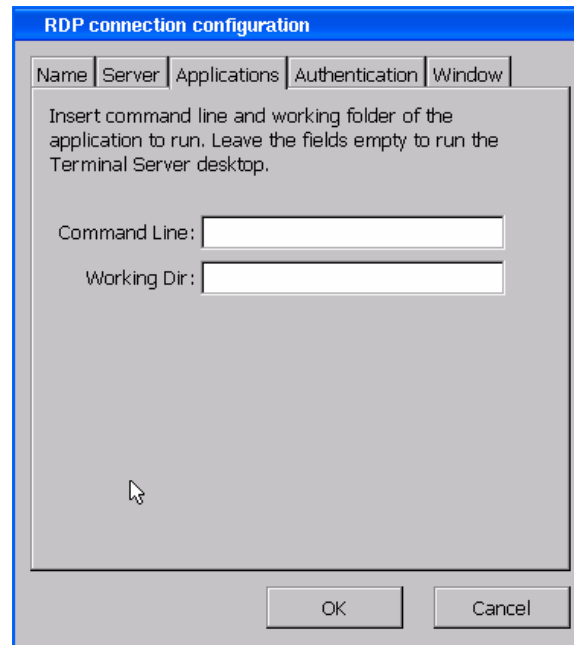 RDP connection configuration
Name Server Applications Authentication Window
Insert command line and working folder of the
application to run. Leave the fields empty to run the
Terminal Server desktop.
Command Line:
Working Dir:
OK Cancel